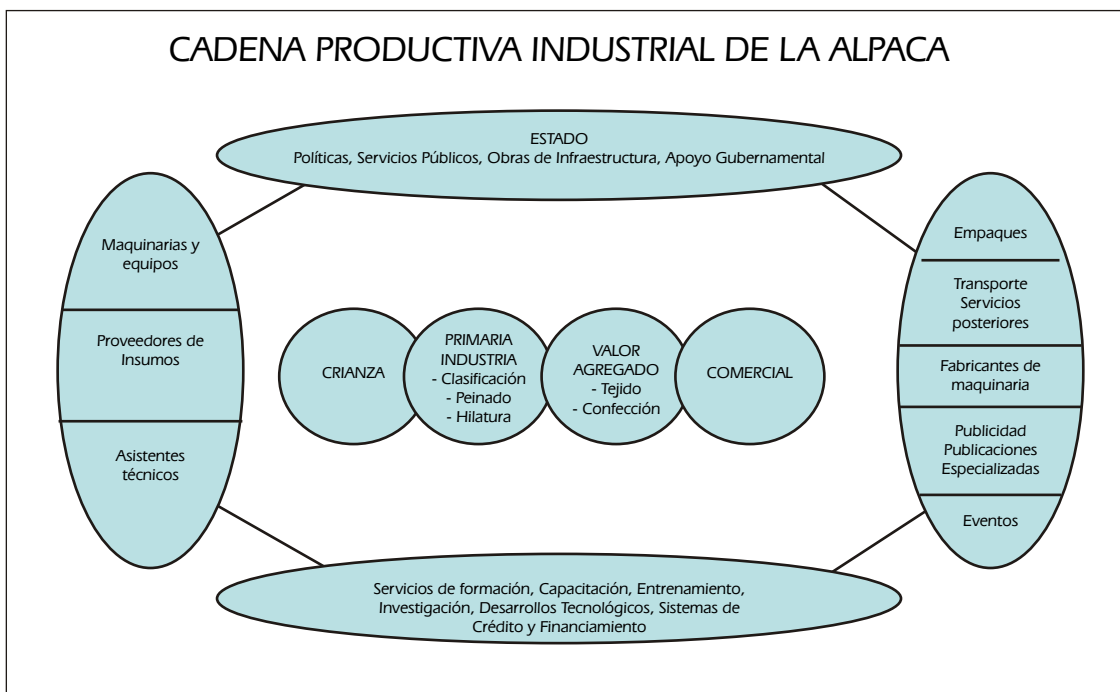 CADENA PRODUCTIVA INDUSTRIAL DE LA ALPACA
ESTADO
Políticas, Servicios Públicos, Obras de Infraestructura, Apoyo Gubernamental
Maquinarias y
equipos
Proveedores de
Insumos
Asistentes
técnicos
CRIANZA
PRIMARIA
INDUSTRIA
- Clasificación
- Peinado
- Hilatura
VALOR
AGREGADO
- Tejido
- Confección
COMERCIAL
Empaques
Transporte
Servicios
posteriores
Fabricantes de
maquinaria
Publicidad
Publicaciones
Especializadas
Eventos
Servicios de formación, Capacitación, Entrenamiento,
Investigación, Desarrollos Tecnológicos, Sistemas de
Crédito y Financiamiento